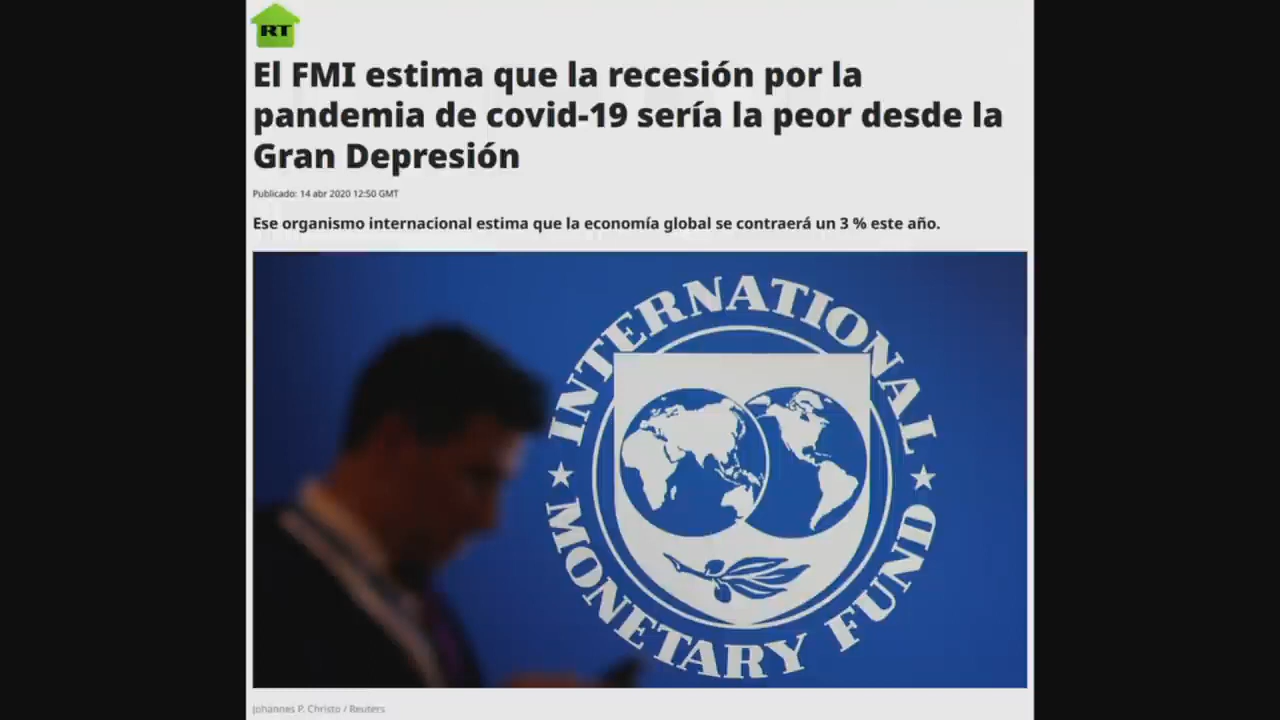 RT
El FMI estima que la recesión por la
pandemia de covid-19 sería la peor desde la
Gran Depresión
Publicado: 14 abr 2020 12:50 GMT
Ese organismo internacional estima que la economía global se contraerá un 3 % este año.
INTERNATIONAL
MONETARY FUND
Johannes P. Christo / Reuters